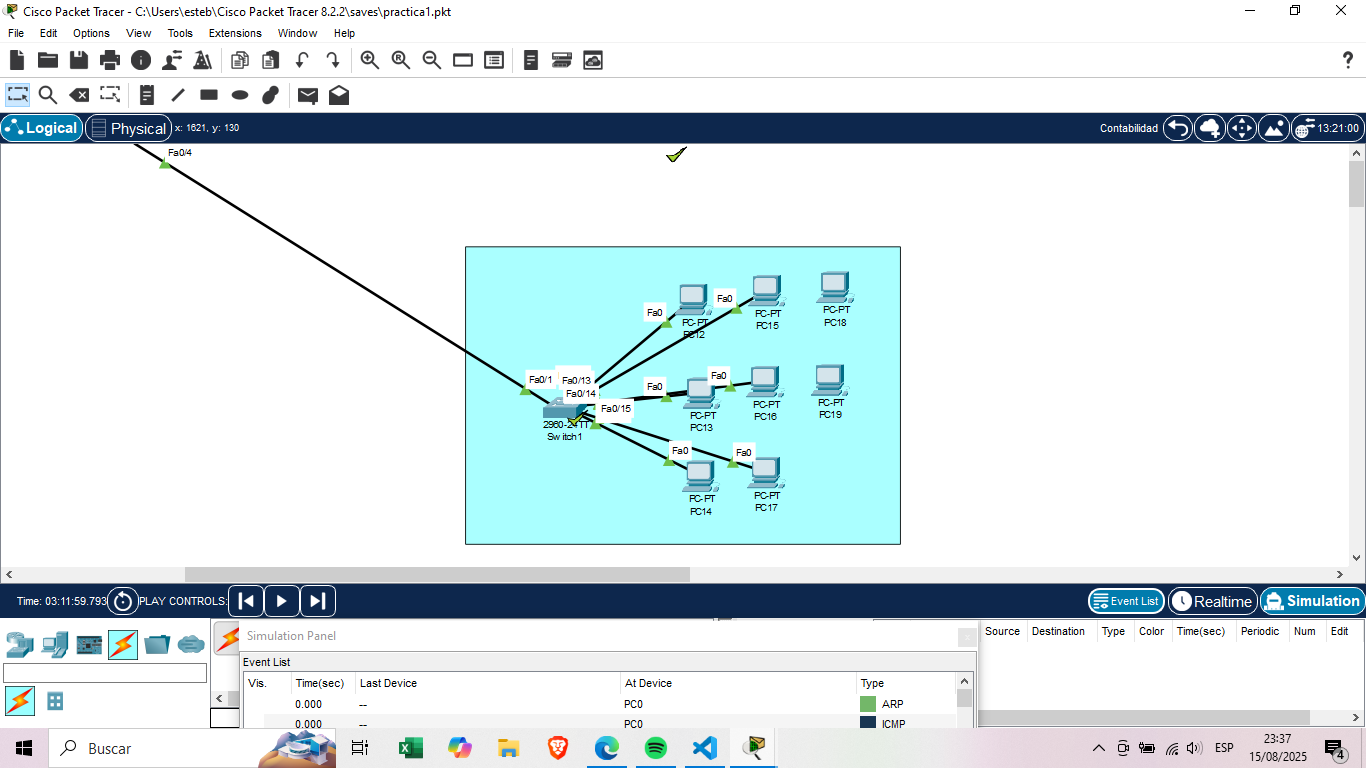 Cisco Packet Tracer - C:\Users\esteb\Cisco Packet Tracer 8.2.2\saves\practica1.pkt
File Edit Options View Tools Extensions Window Help
?
Logical Physical x: 1621, y: 130 Contabilidad 13:21:00
Fa0/4
Fa0 Fa0
PC-PT
PC12
PC-PT
PC15
PC-PT
PC18
Fa0/1 Fa0/13
Fa0/14
Fa0/15
Fa0 Fa0
PC-PT
PC13
PC-PT
PC16
PC-PT
PC19
2960-24TT
Switch1
Fa0 Fa0
PC-PT
PC14
PC-PT
PC17
Time: 03:11:59.793 PLAY CONTROLS: Event List Realtime Simulation
Simulation Panel
Source Destination Type Color Time(sec) Periodic Num Edit
Event List
Vis. Time(sec) Last Device At Device Type
0.000 -- PC0 ARP
0.000 -- PC0 ICMP
Buscar
ESP
23:37
15/08/2025
4